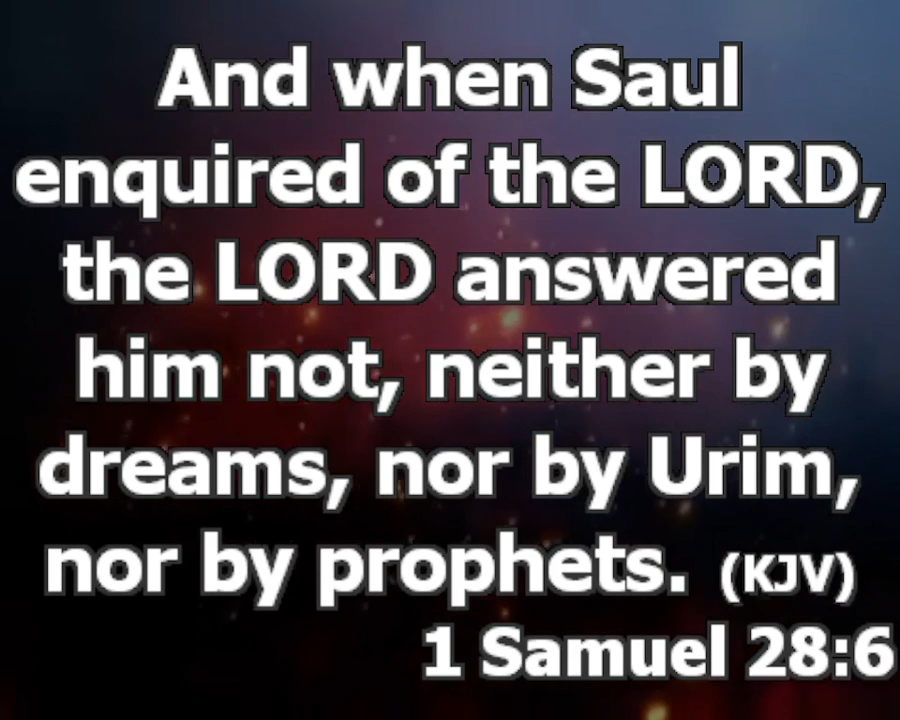 And when Saul
enquired of the LORD,
the LORD answered
him not, neither by
dreams, nor by Urim,
nor by prophets. (KJV)
1 Samuel 28:6